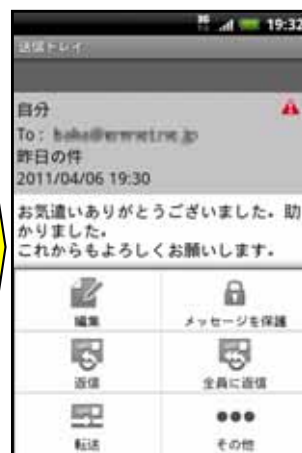 19:32
送信トレイ
自分
To :
昨日の件
2011/04/06 19:30
お気遣いありがとうございました。助
かりました。
これからもよろしくお願いします。
編集 メッセージを保護
返信 全員に返信
転送 その他